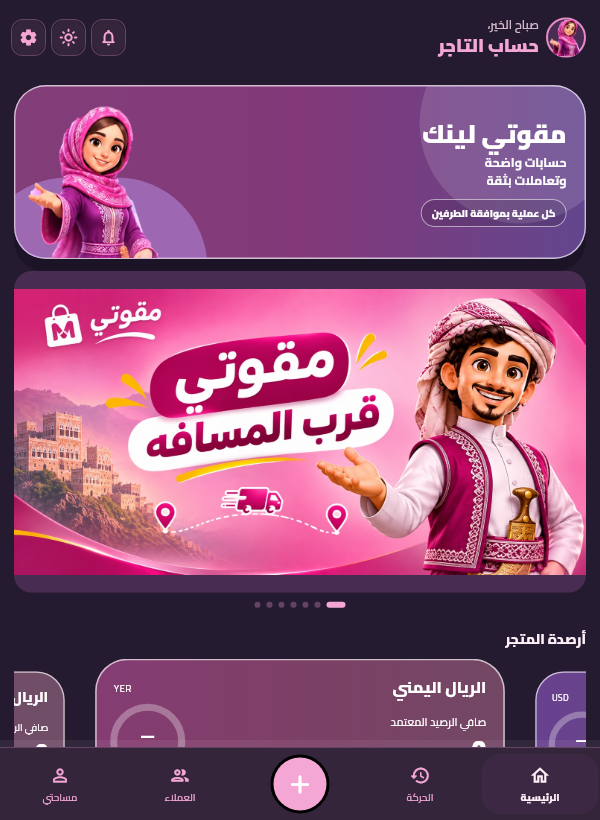 صباح الخير،
حساب التاجر
مقوتي لينك
حسابات واضحة
وتعاملات بثقة
كل عملية بموافقة الطرفين
مقوتي
مقوتي
قرب المسافه
أرصدة المتجر
USD
الريال اليمني
YER
صافي الرصيد المعتمد
الريال
صافي
الرئيسية
الحركة
العملاء
مساحتي